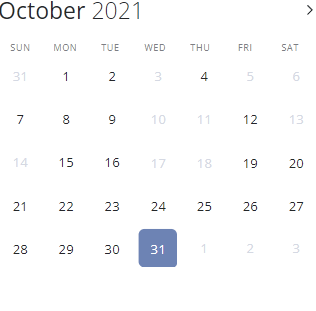 October 2021
SUN MON TUE WED THU FRI SAT
31 1 2 3 4 5 6
7 8 9 10 11 12 13
14 15 16 17 18 19 20
21 22 23 24 25 26 27
28 29 30 31 1 2 3